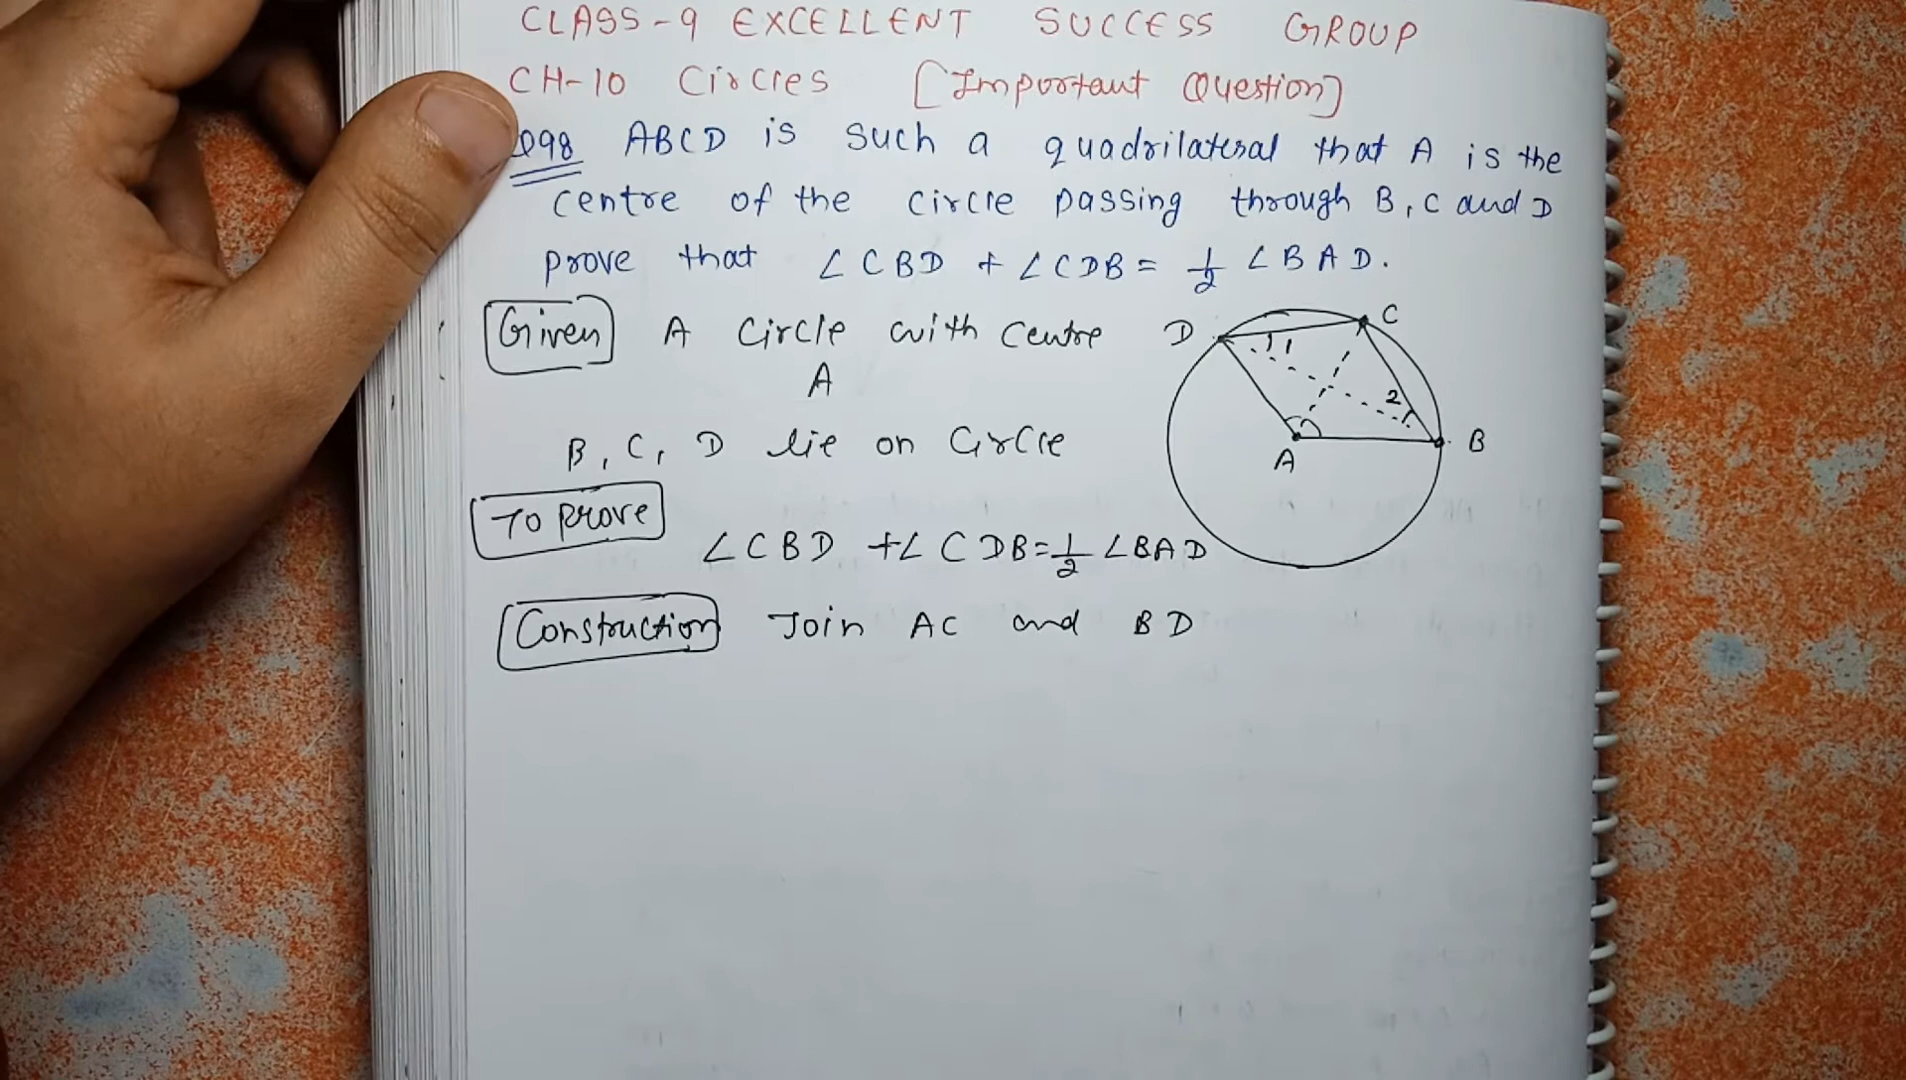 CLASS-9 EXCELLENT SUCCESS GROUP
CH-10 Circles [Important Question]
Q98 ABCD is such a quadrilateral that A is the
centre of the circle passing through B, C and D
prove that ∠CBD + ∠CDB = 1/2 ∠BAD.
Given A circle with centre
A
B, C, D lie on Circle
To prove
∠CBD + ∠CDB = 1/2 ∠BAD
Construction Join AC and BD
D
C
1
2
A
B